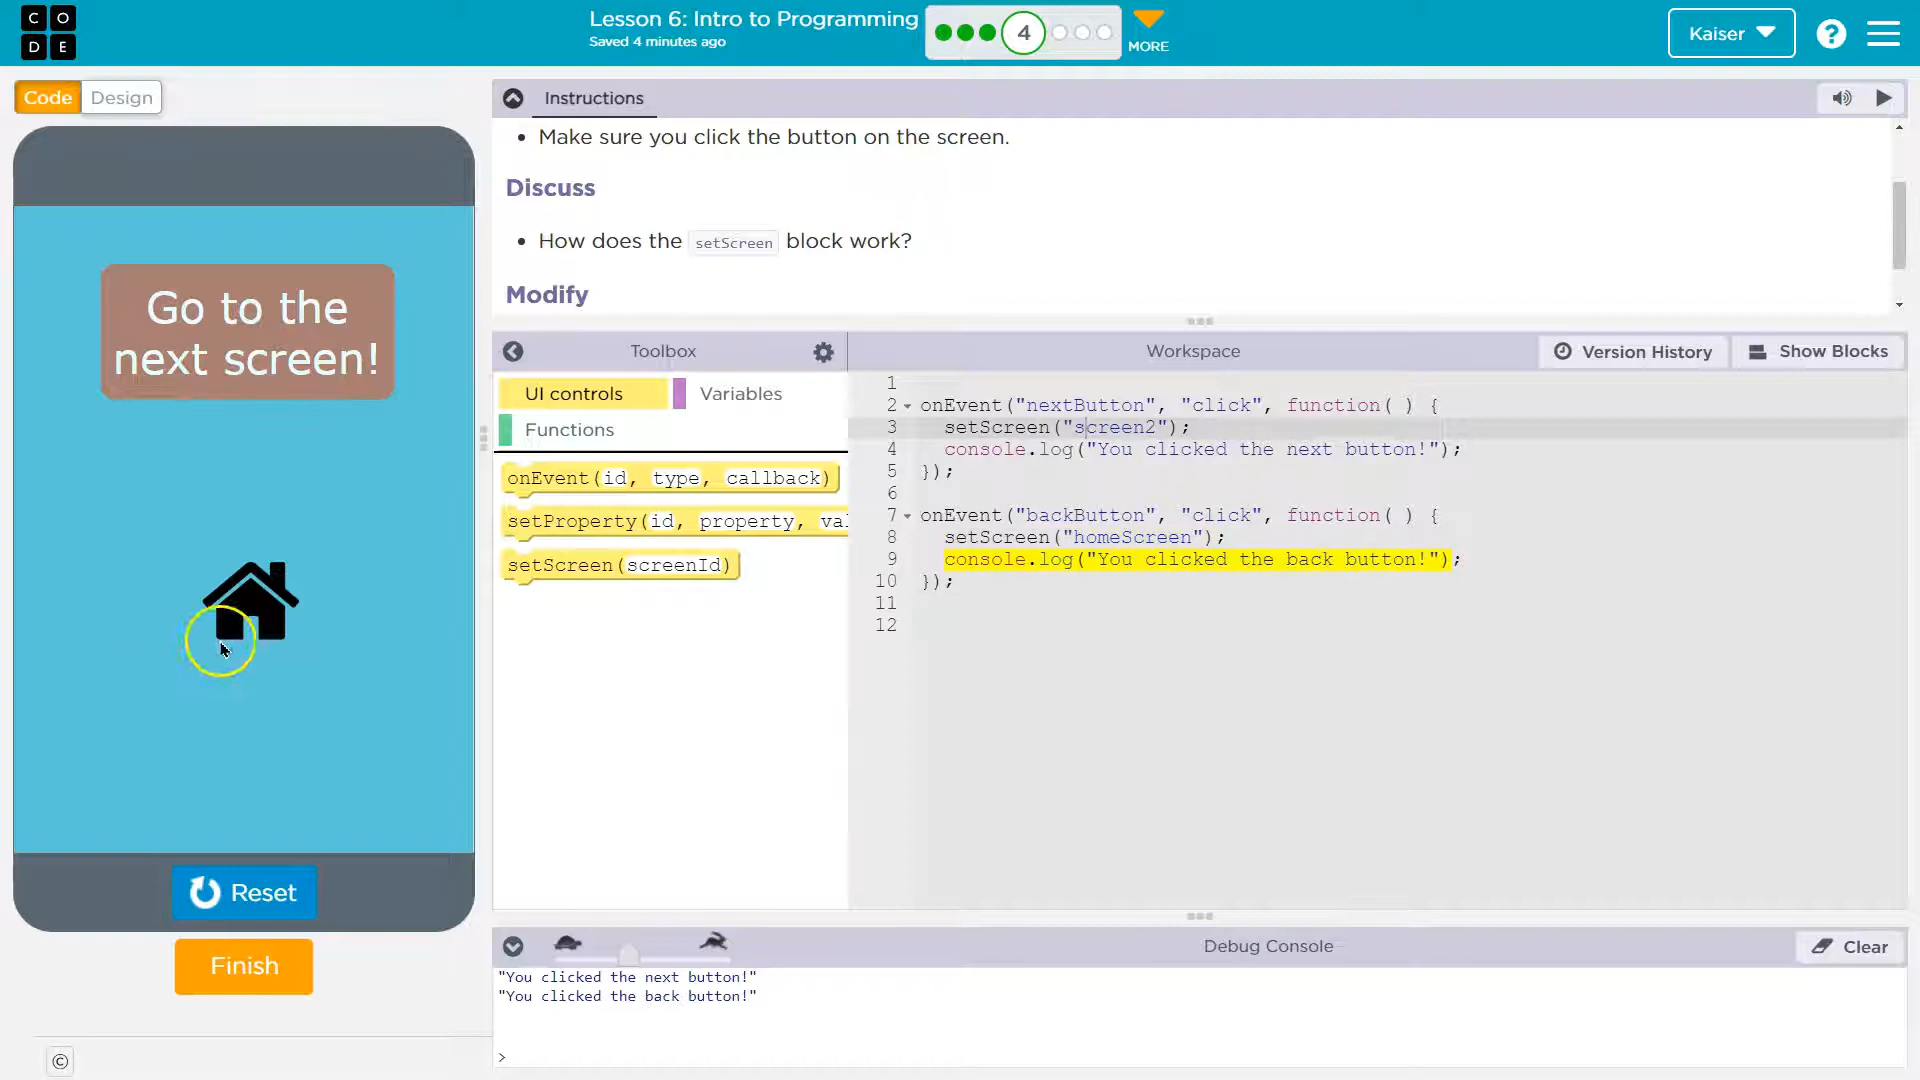 CO
DE
Lesson 6: Intro to Programming
Saved 4 minutes ago
4
MORE
Kaiser
?
Code
Design
Instructions
Make sure you click the button on the screen.
Discuss
How does the setScreen block work?
Modify
Go to the
next screen!
Toolbox
Workspace
Version History
Show Blocks
UI controls
Variables
Functions
onEvent(id, type, callback)
setProperty(id, property, val
setScreen(screenId)
1
2 onEvent("nextButton", "click", function( ) {
3 setScreen("screen2");
4 console.log("You clicked the next button!");
5 });
6
7 onEvent("backButton", "click", function( ) {
8 setScreen("homeScreen");
9 console.log("You clicked the back button!");
10 });
11
12
Reset
Finish
Debug Console
Clear
"You clicked the next button!"
"You clicked the back button!"
>
©